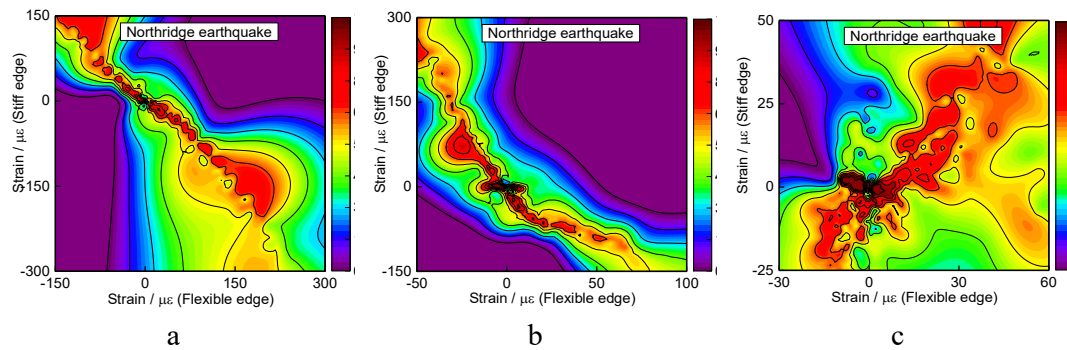 Northridge earthquake
150
0
-150
-300
-150
0
150
300
Strain / με (Stiff edge)
Strain / με (Flexible edge)
a
Northridge earthquake
300
150
0
-150
-50
0
50
100
Strain / με (Stiff edge)
Strain / με (Flexible edge)
b
Northridge earthquake
50
25
0
-25
-30
0
30
60
Strain / με (Stiff edge)
Strain / με (Flexible edge)
c